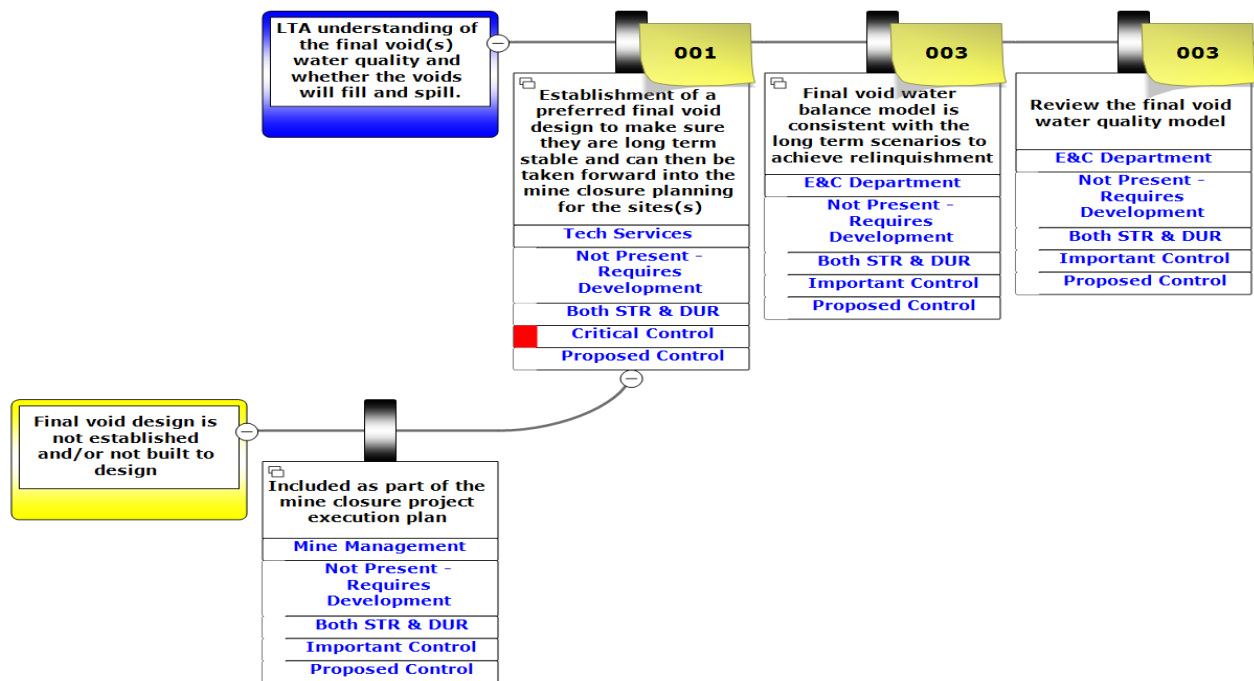 LTA understanding of
the final void(s)
water quality and
whether the voids
will fill and spill.
001
Establishment of a
preferred final void
design to make sure
they are long term
stable and can then be
taken forward into the
mine closure planning
for the sites(s)
Tech Services
Not Present -
Requires
Development
Both STR & DUR
Critical Control
Proposed Control
003
Final void water
balance model is
consistent with the
long term scenarios to
achieve relinquishment
E&C Department
Not Present -
Requires
Development
Both STR & DUR
Important Control
Proposed Control
003
Review the final void
water quality model
E&C Department
Not Present -
Requires
Development
Both STR & DUR
Important Control
Proposed Control
Final void design is
not established
and/or not built to
design
Included as part of the
mine closure project
execution plan
Mine Management
Not Present -
Requires
Development
Both STR & DUR
Important Control
Proposed Control